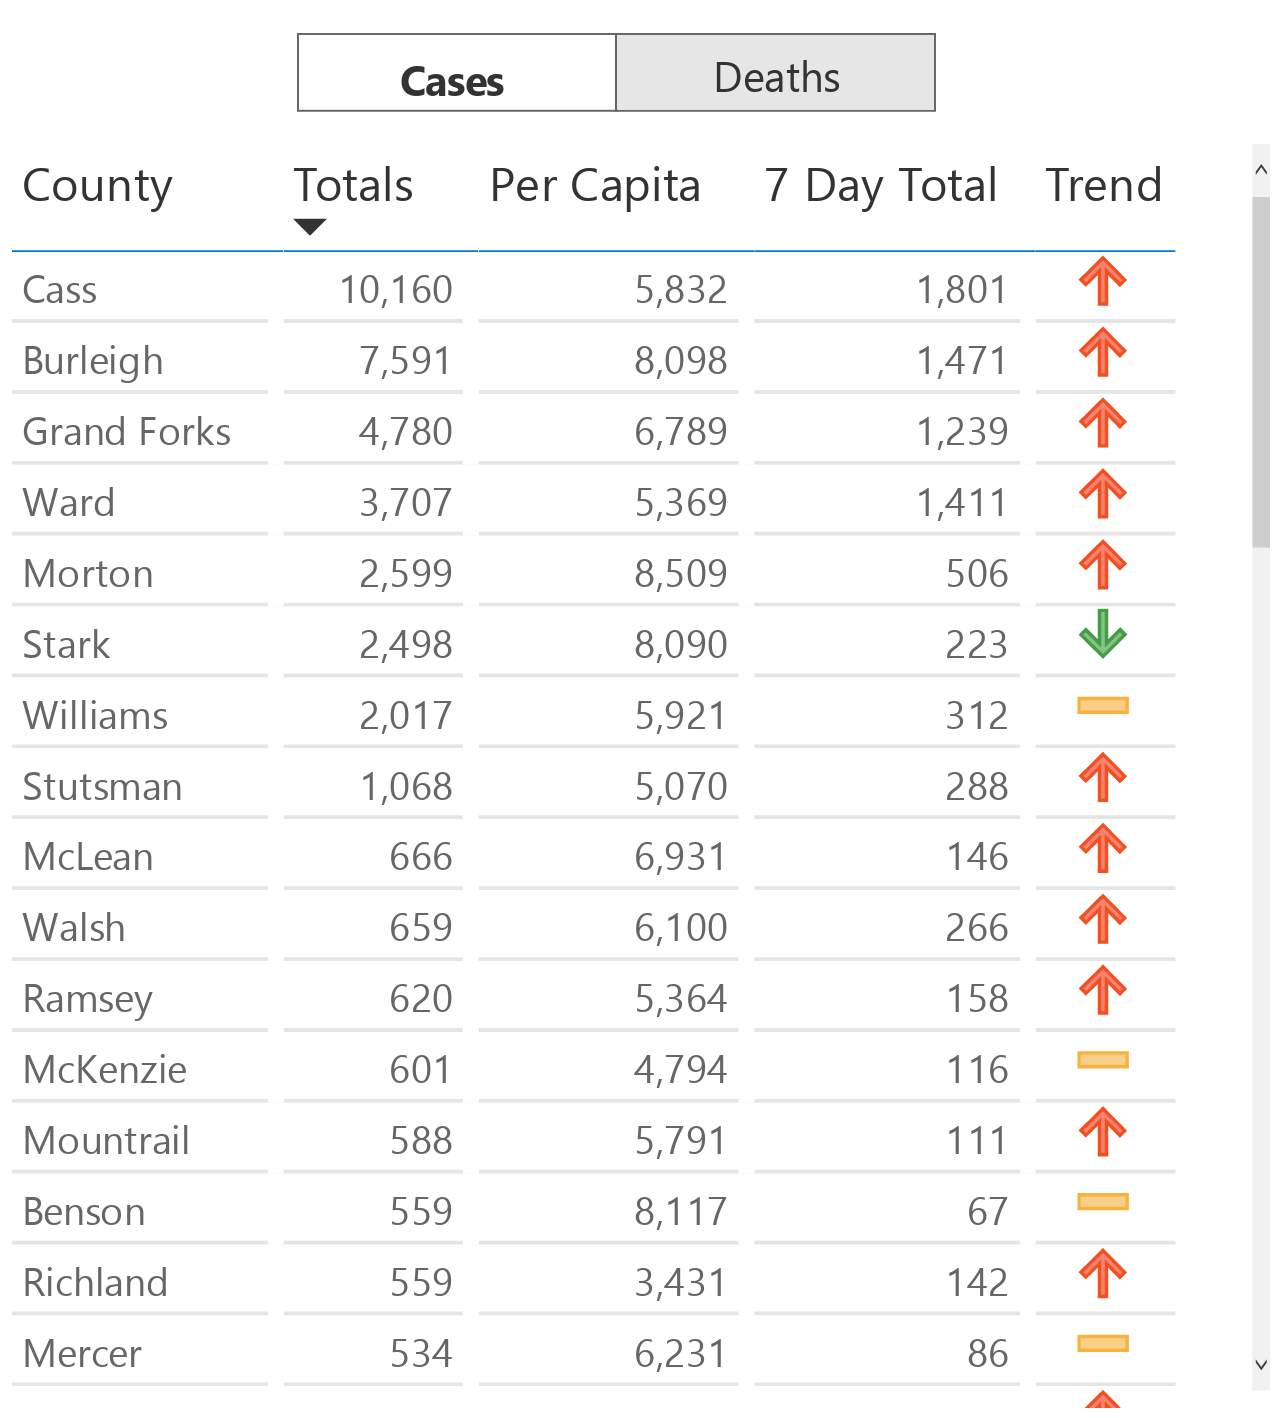 Cases Deaths
County Totals Per Capita 7 Day Total Trend
Cass 10,160 5,832 1,801
Burleigh 7,591 8,098 1,471
Grand Forks 4,780 6,789 1,239
Ward 3,707 5,369 1,411
Morton 2,599 8,509 506
Stark 2,498 8,090 223
Williams 2,017 5,921 312
Stutsman 1,068 5,070 288
McLean 666 6,931 146
Walsh 659 6,100 266
Ramsey 620 5,364 158
McKenzie 601 4,794 116
Mountrail 588 5,791 111
Benson 559 8,117 67
Richland 559 3,431 142
Mercer 534 6,231 86